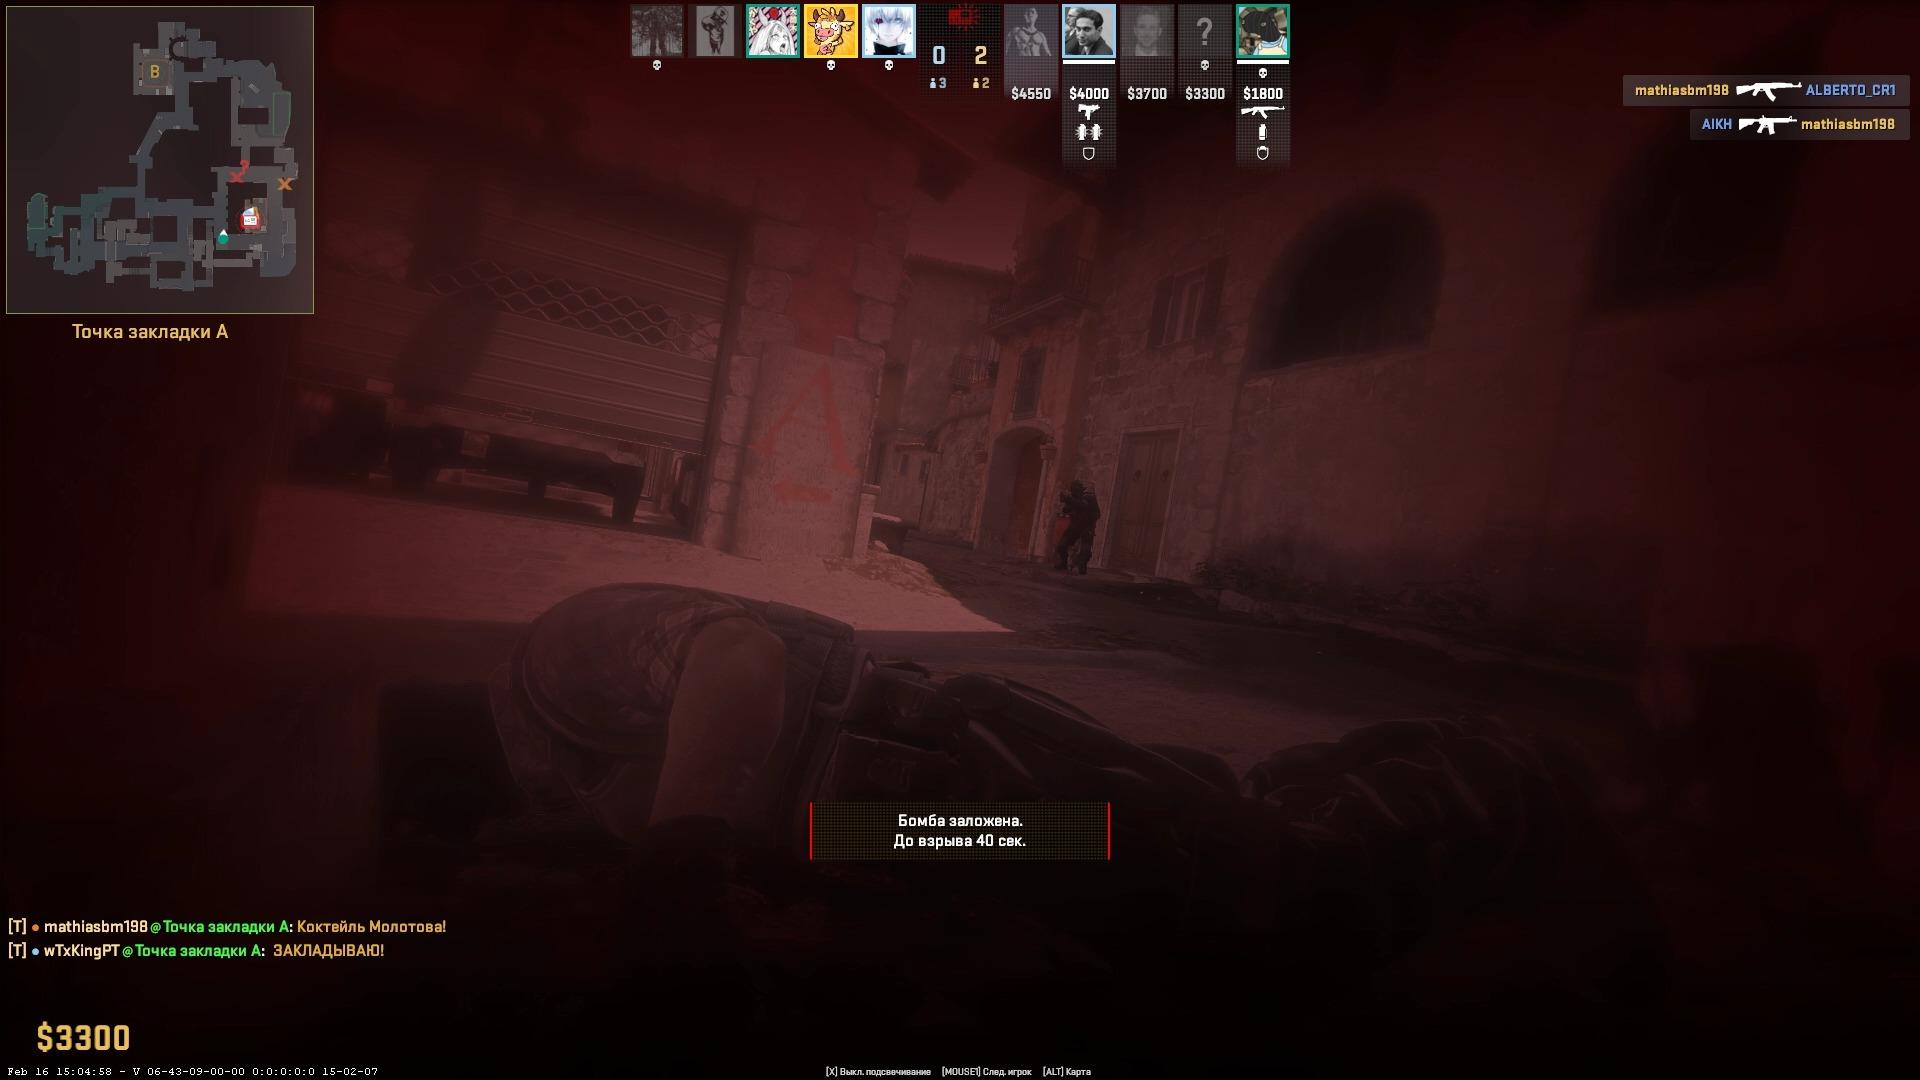 B
Точка закладки А
0 2
3 2
$4550 $4000 $3700 $3300 $1800
?
mathiasbm198 ALBERTO_CR1
AIKH mathiasbm198
A
Бомба заложена.
До взрыва 40 сек.
[T] ● mathiasbm198 @ Точка закладки А: Коктейль Молотова!
[T] ● wTxKingPT @ Точка закладки А: ЗАКЛАДЫВАЮ!
$3300
Feb 16 15:04:58 - V 06-43-09-00-00 0:0:0:0:0 15-02-07
[X] Выкл. подсвечивание [MOUSE1] След. игрок [ALT] Карта